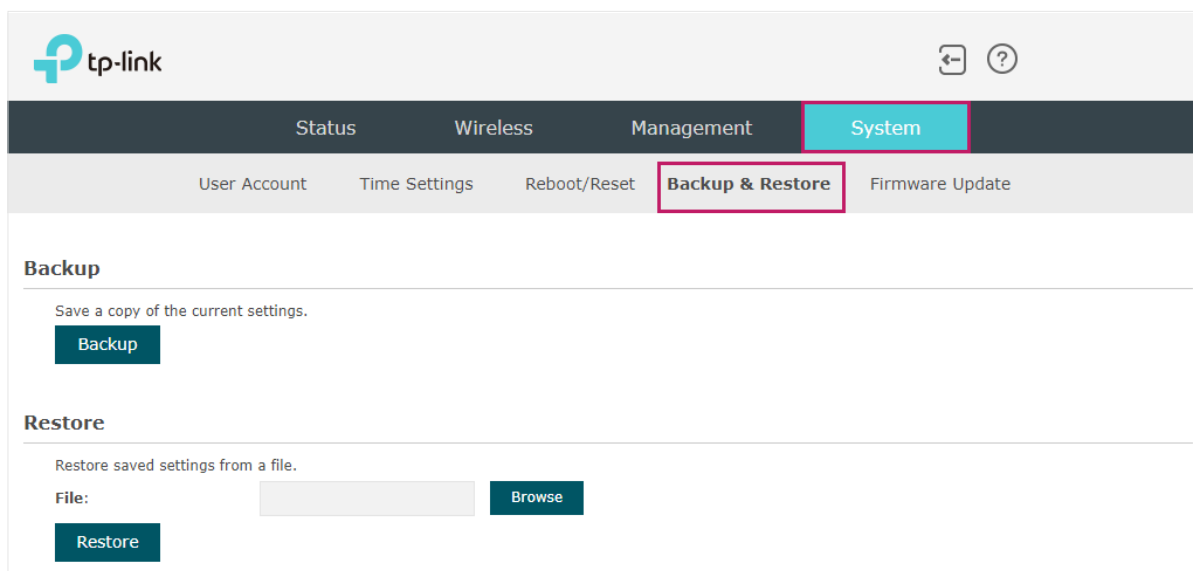 tp-link
Status Wireless Management System
User Account Time Settings Reboot/Reset Backup & Restore Firmware Update
Backup
Save a copy of the current settings.
Backup
Restore
Restore saved settings from a file.
File: Browse
Restore